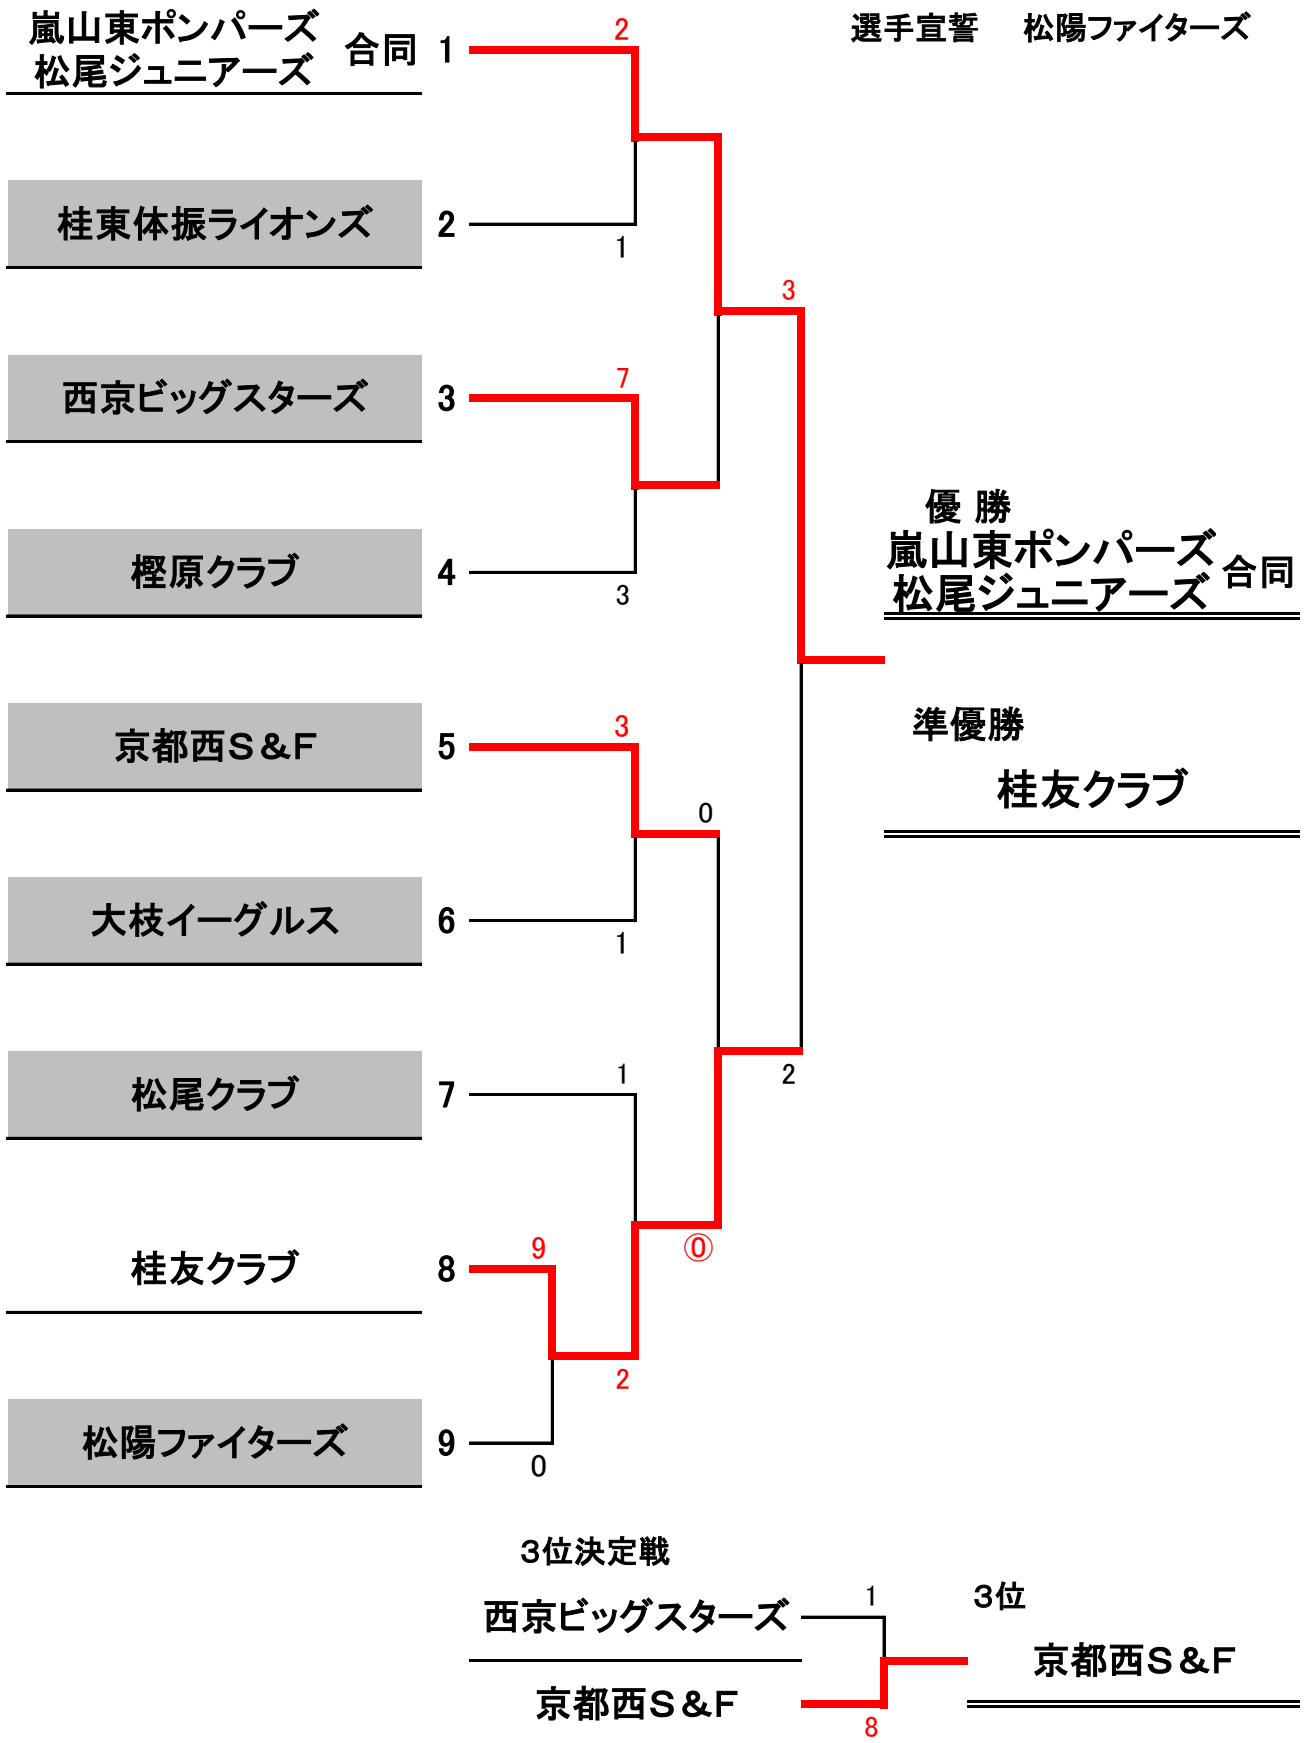 選手宣誓 松陽ファイターズ
嵐山東ポンパーズ
松尾ジュニアーズ
合同 1
2
桂東体振ライオンズ 2
1
3
西京ビッグスターズ 3
7
樫原クラブ 4
3
優 勝
嵐山東ポンパーズ
松尾ジュニアーズ
合同
京都西S&F 5
3
準優勝
桂友クラブ
0
大枝イーグルス 6
1
松尾クラブ 7
1
2
桂友クラブ 8
9
⓪
2
松陽ファイターズ 9
0
3位決定戦
西京ビッグスターズ
1
3位
京都西S&F
京都西S&F
8